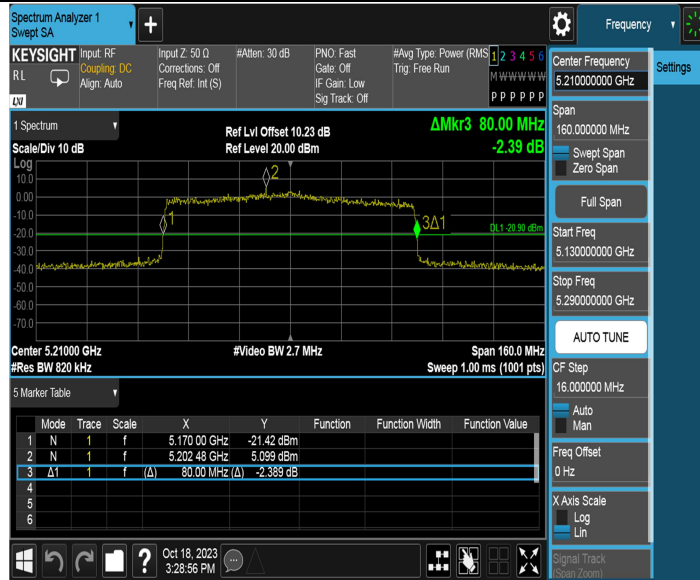 Spectrum Analyzer 1
Swept SA
+
Frequency
KEYSIGHT
RL
LXI
Input: RF
Coupling: DC
Align: Auto
Input Z: 50 Ω
Corrections: Off
Freq Ref: Int (S)
#Atten: 30 dB
PNO: Fast
Gate: Off
IF Gain: Low
Sig Track: Off
#Avg Type: Power (RMS
Trig: Free Run
1 2 3 4 5 6
M W W W W W
P P P P P P
1 Spectrum
Scale/Div 10 dB
Ref Lvl Offset 10.23 dB
Ref Level 20.00 dBm
ΔMkr3 80.00 MHz
-2.39 dB
Log
10.0
0.00
-10.0
-20.0
-30.0
-40.0
-50.0
-60.0
-70.0
1
2
3Δ1
DL1 -20.90 dBm
Center 5.21000 GHz
#Res BW 820 kHz
#Video BW 2.7 MHz
Span 160.0 MHz
Sweep 1.00 ms (1001 pts)
5 Marker Table
Mode Trace Scale X Y Function Function Width Function Value
1 N 1 f 5.170 00 GHz -21.42 dBm
2 N 1 f 5.202 48 GHz 5.099 dBm
3 Δ1 1 f (Δ) 80.00 MHz (Δ) -2.389 dB
4
5
6
Center Frequency
5.210000000 GHz
Settings
Span
160.000000 MHz
Swept Span
Zero Span
Full Span
Start Freq
5.130000000 GHz
Stop Freq
5.290000000 GHz
AUTO TUNE
CF Step
16.000000 MHz
Auto
Man
Freq Offset
0 Hz
X Axis Scale
Log
Lin
Signal Track
(Span Zoom)
?
Oct 18, 2023
3:28:56 PM